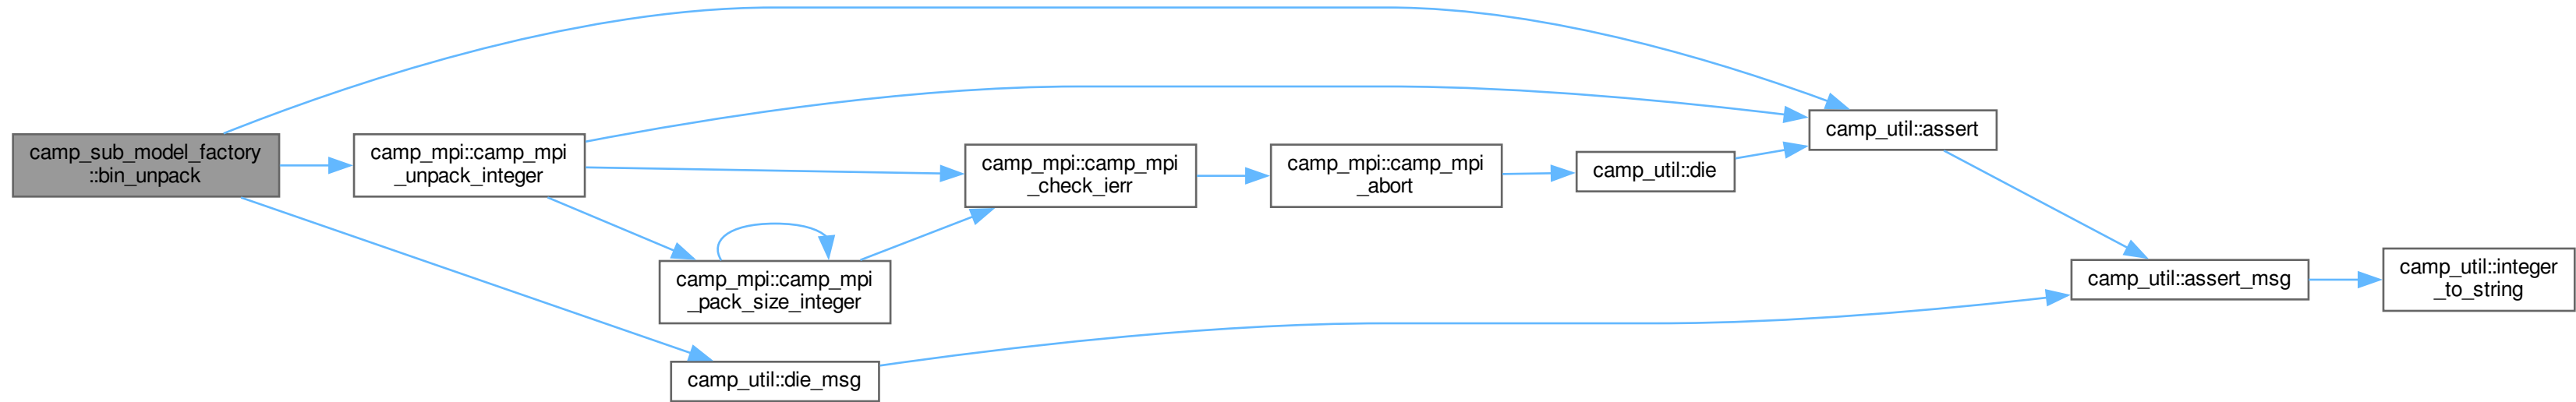 camp_sub_model_factory
::bin_unpack
camp_mpi::camp_mpi
_unpack_integer
camp_mpi::camp_mpi
_pack_size_integer
camp_util::die_msg
camp_mpi::camp_mpi
_check_ierr
camp_mpi::camp_mpi
_abort
camp_util::die
camp_util::assert
camp_util::assert_msg
camp_util::integer
_to_string